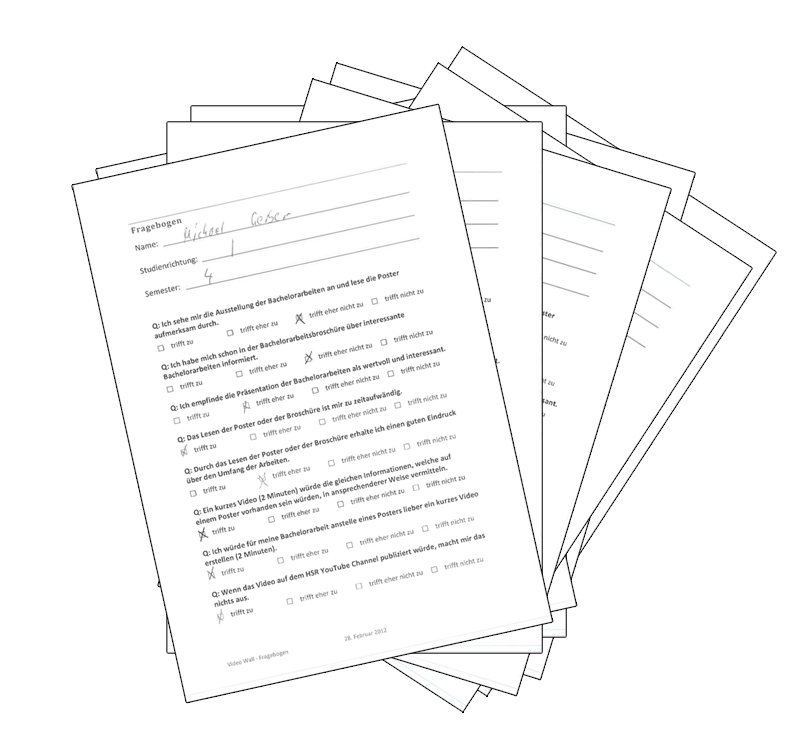 Fragebogen
Name: Michael Gerber
Studienrichtung: I
Semester: 4
Q: Ich sehe mir die Ausstellung der Bachelorarbeiten an und lese die Poster
aufmerksam durch.
☐ trifft zu ☐ trifft eher zu ☒ trifft eher nicht zu ☐ trifft nicht zu
Q: Ich habe mich schon in der Bachelorarbeitsbroschüre über interessante
Bachelorarbeiten informiert.
☐ trifft zu ☐ trifft eher zu ☒ trifft eher nicht zu ☐ trifft nicht zu
Q: Ich empfinde die Präsentation der Bachelorarbeiten als wertvoll und interessant.
☐ trifft zu ☒ trifft eher zu ☐ trifft eher nicht zu ☐ trifft nicht zu
Q: Das Lesen der Poster oder der Broschüre ist mir zu zeitaufwändig.
☒ trifft zu ☐ trifft eher zu ☐ trifft eher nicht zu ☐ trifft nicht zu
Q: Durch das Lesen der Poster oder der Broschüre erhalte ich einen guten Eindruck
über den Umfang der Arbeiten.
☐ trifft zu ☒ trifft eher zu ☐ trifft eher nicht zu ☐ trifft nicht zu
Q: Ein kurzes Video (2 Minuten) würde die gleichen Informationen, welche auf
einem Poster vorhanden sein würden, in ansprechenderer Weise vermitteln.
☒ trifft zu ☐ trifft eher zu ☐ trifft eher nicht zu ☐ trifft nicht zu
Q: Ich würde für meine Bachelorarbeit anstelle eines Posters lieber ein kurzes Video
erstellen (2 Minuten).
☒ trifft zu ☐ trifft eher zu ☐ trifft eher nicht zu ☐ trifft nicht zu
Q: Wenn das Video auf dem HSR YouTube Channel publiziert würde, macht mir das
nichts aus.
☒ trifft zu ☐ trifft eher zu ☐ trifft eher nicht zu ☐ trifft nicht zu
Video Wall - Fragebogen 28. Februar 2012
zu
t.
ster
nicht zu
t zu
sant.
zu